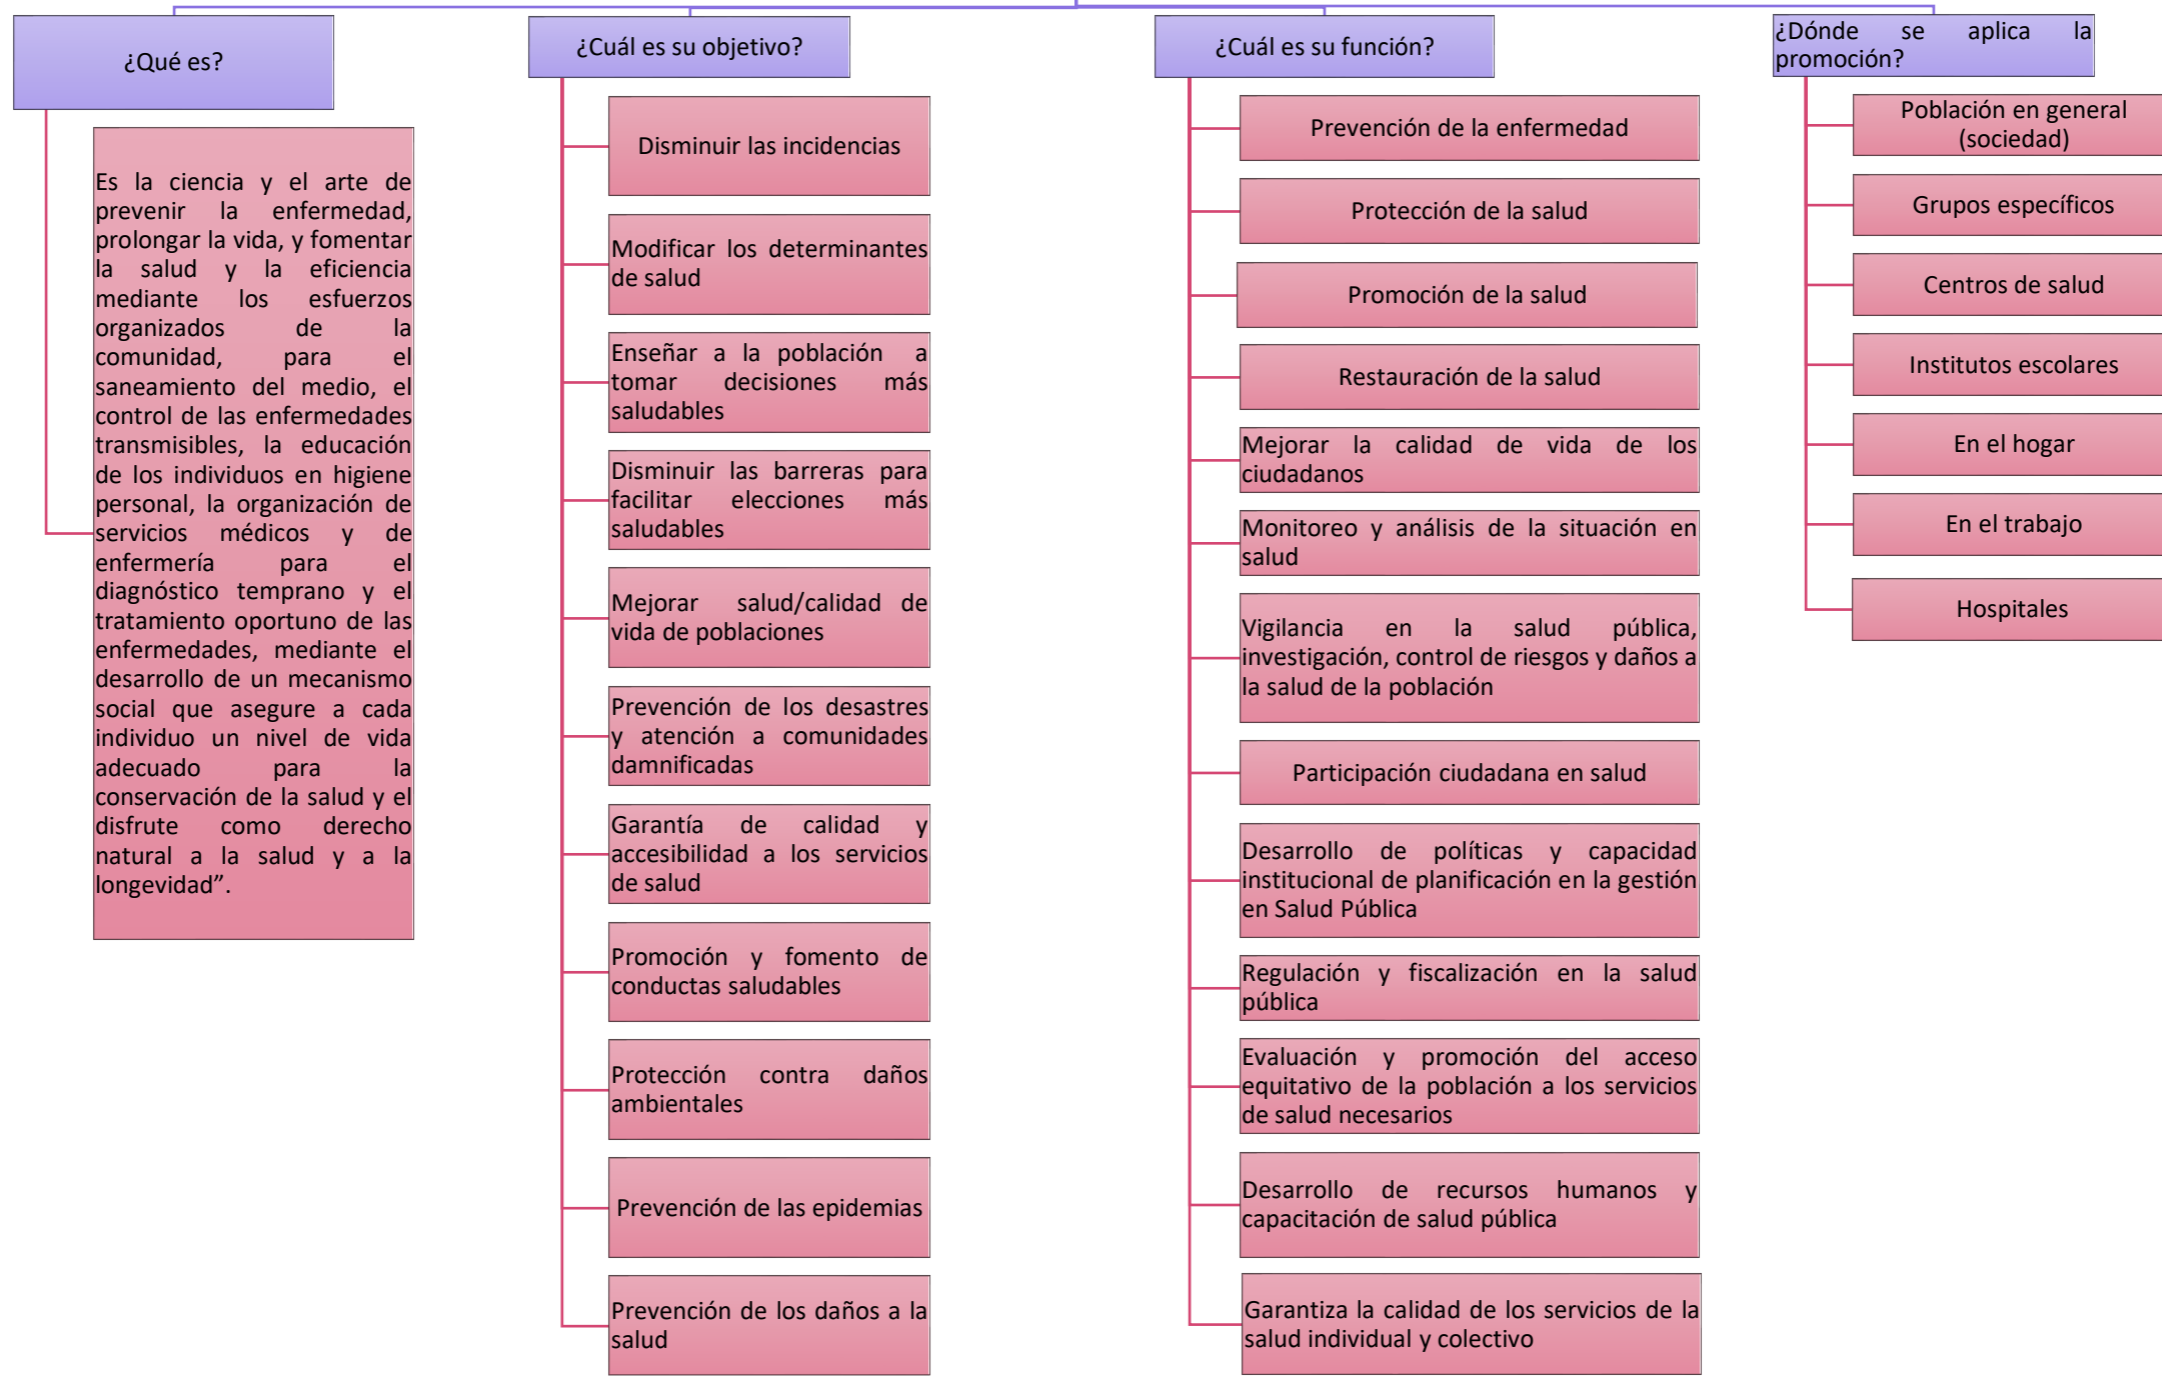 ¿Qué es?
Es la ciencia y el arte de
prevenir la enfermedad,
prolongar la vida, y fomentar
la salud y la eficiencia
mediante los esfuerzos
organizados de la
comunidad, para el
saneamiento del medio, el
control de las enfermedades
transmisibles, la educación
de los individuos en higiene
personal, la organización de
servicios médicos y de
enfermería para el
diagnóstico temprano y el
tratamiento oportuno de las
enfermedades, mediante el
desarrollo de un mecanismo
social que asegure a cada
individuo un nivel de vida
adecuado para la
conservación de la salud y el
disfrute como derecho
natural a la salud y a la
longevidad”.
¿Cuál es su objetivo?
Disminuir las incidencias
Modificar los determinantes
de salud
Enseñar a la población a
tomar decisiones más
saludables
Disminuir las barreras para
facilitar elecciones más
saludables
Mejorar salud/calidad de
vida de poblaciones
Prevención de los desastres
y atención a comunidades
damnificadas
Garantía de calidad y
accesibilidad a los servicios
de salud
Promoción y fomento de
conductas saludables
Protección contra daños
ambientales
Prevención de las epidemias
Prevención de los daños a la
salud
¿Cuál es su función?
Prevención de la enfermedad
Protección de la salud
Promoción de la salud
Restauración de la salud
Mejorar la calidad de vida de los
ciudadanos
Monitoreo y análisis de la situación en
salud
Vigilancia en la salud pública,
investigación, control de riesgos y daños a
la salud de la población
Participación ciudadana en salud
Desarrollo de políticas y capacidad
institucional de planificación en la gestión
en Salud Pública
Regulación y fiscalización en la salud
pública
Evaluación y promoción del acceso
equitativo de la población a los servicios
de salud necesarios
Desarrollo de recursos humanos y
capacitación de salud pública
Garantiza la calidad de los servicios de la
salud individual y colectivo
¿Dónde se aplica la
promoción?
Población en general
(sociedad)
Grupos específicos
Centros de salud
Institutos escolares
En el hogar
En el trabajo
Hospitales